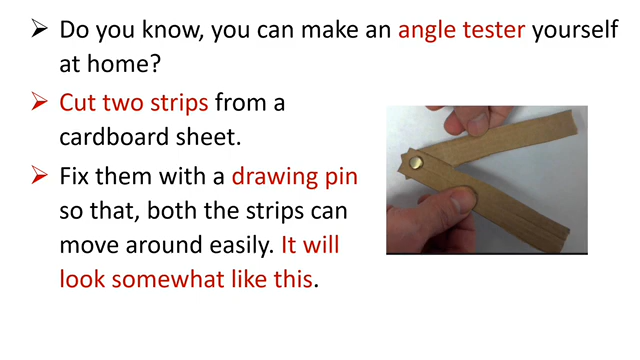 Do you know, you can make an angle tester yourself
at home?
Cut two strips from a
cardboard sheet.
Fix them with a drawing pin
so that, both the strips can
move around easily. It will
look somewhat like this.